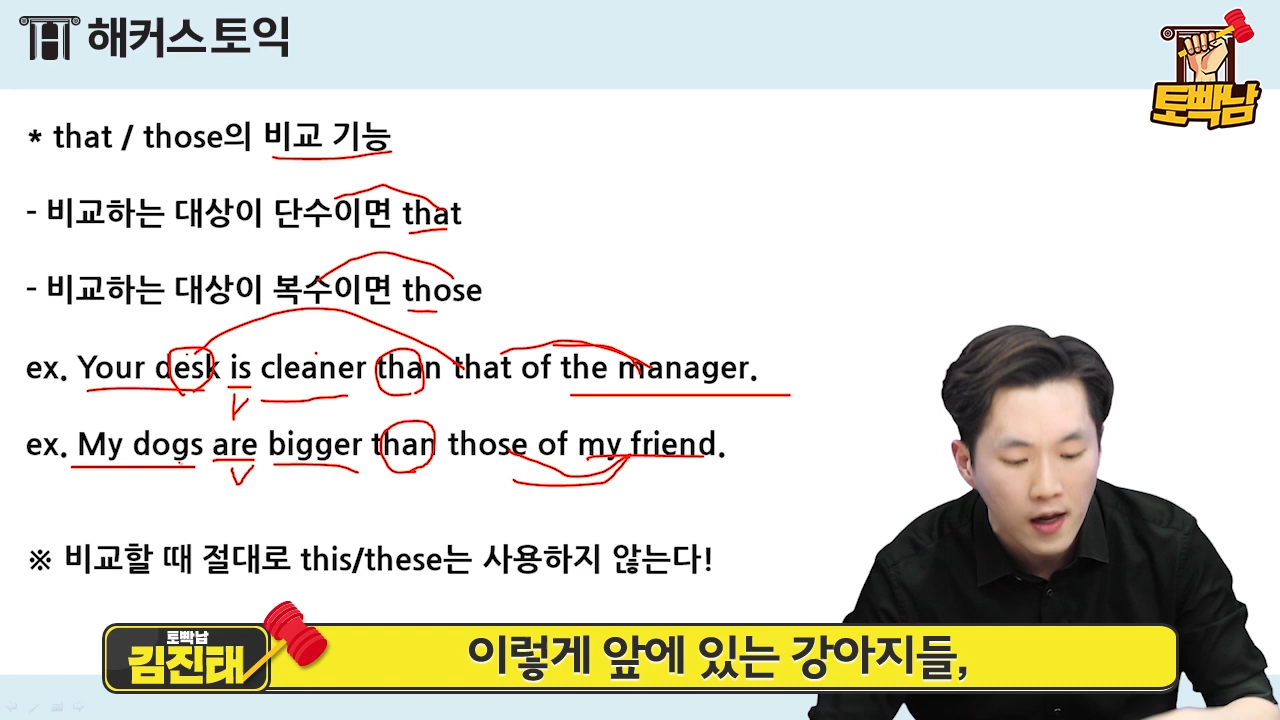 해커스토익
토빡남
* that / those의 비교 기능
- 비교하는 대상이 단수이면 that
- 비교하는 대상이 복수이면 those
ex. Your desk is cleaner than that of the manager.
ex. My dogs are bigger than those of my friend.
※ 비교할 때 절대로 this/these는 사용하지 않는다!
토빡남
김진태
이렇게 앞에 있는 강아지들,